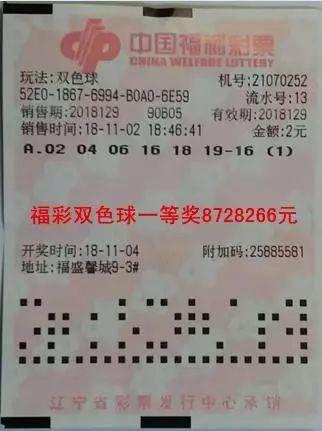 中国福利彩票
CHINA WELFARE LOTTERY
玩法:双色球 机号:21070252
52E0-1867-6994-B0A0-6E59 流水号:13
销售期:2018129 90B05 有效期:2018129
销售时间:18-11-02 18:46:41 金额:2元
A.02 04 06 16 18 19-16 (1)
福彩双色球一等奖8728266元
开奖时间:18-11-04 附加码:25885581
地址:福盛馨城9-3#
辽宁省彩票发行中心承销